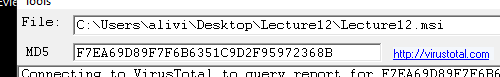 Tools
File: C:\Users\alivi\Desktop\Lecture12\Lecture12.msi
MD5 F7EA69D89F7F6B6351C9D2F95972368B http://virustotal.com
Connecting to VirusTotal to query report for F7EA69D89F7F6B6351C9D2F95972368B